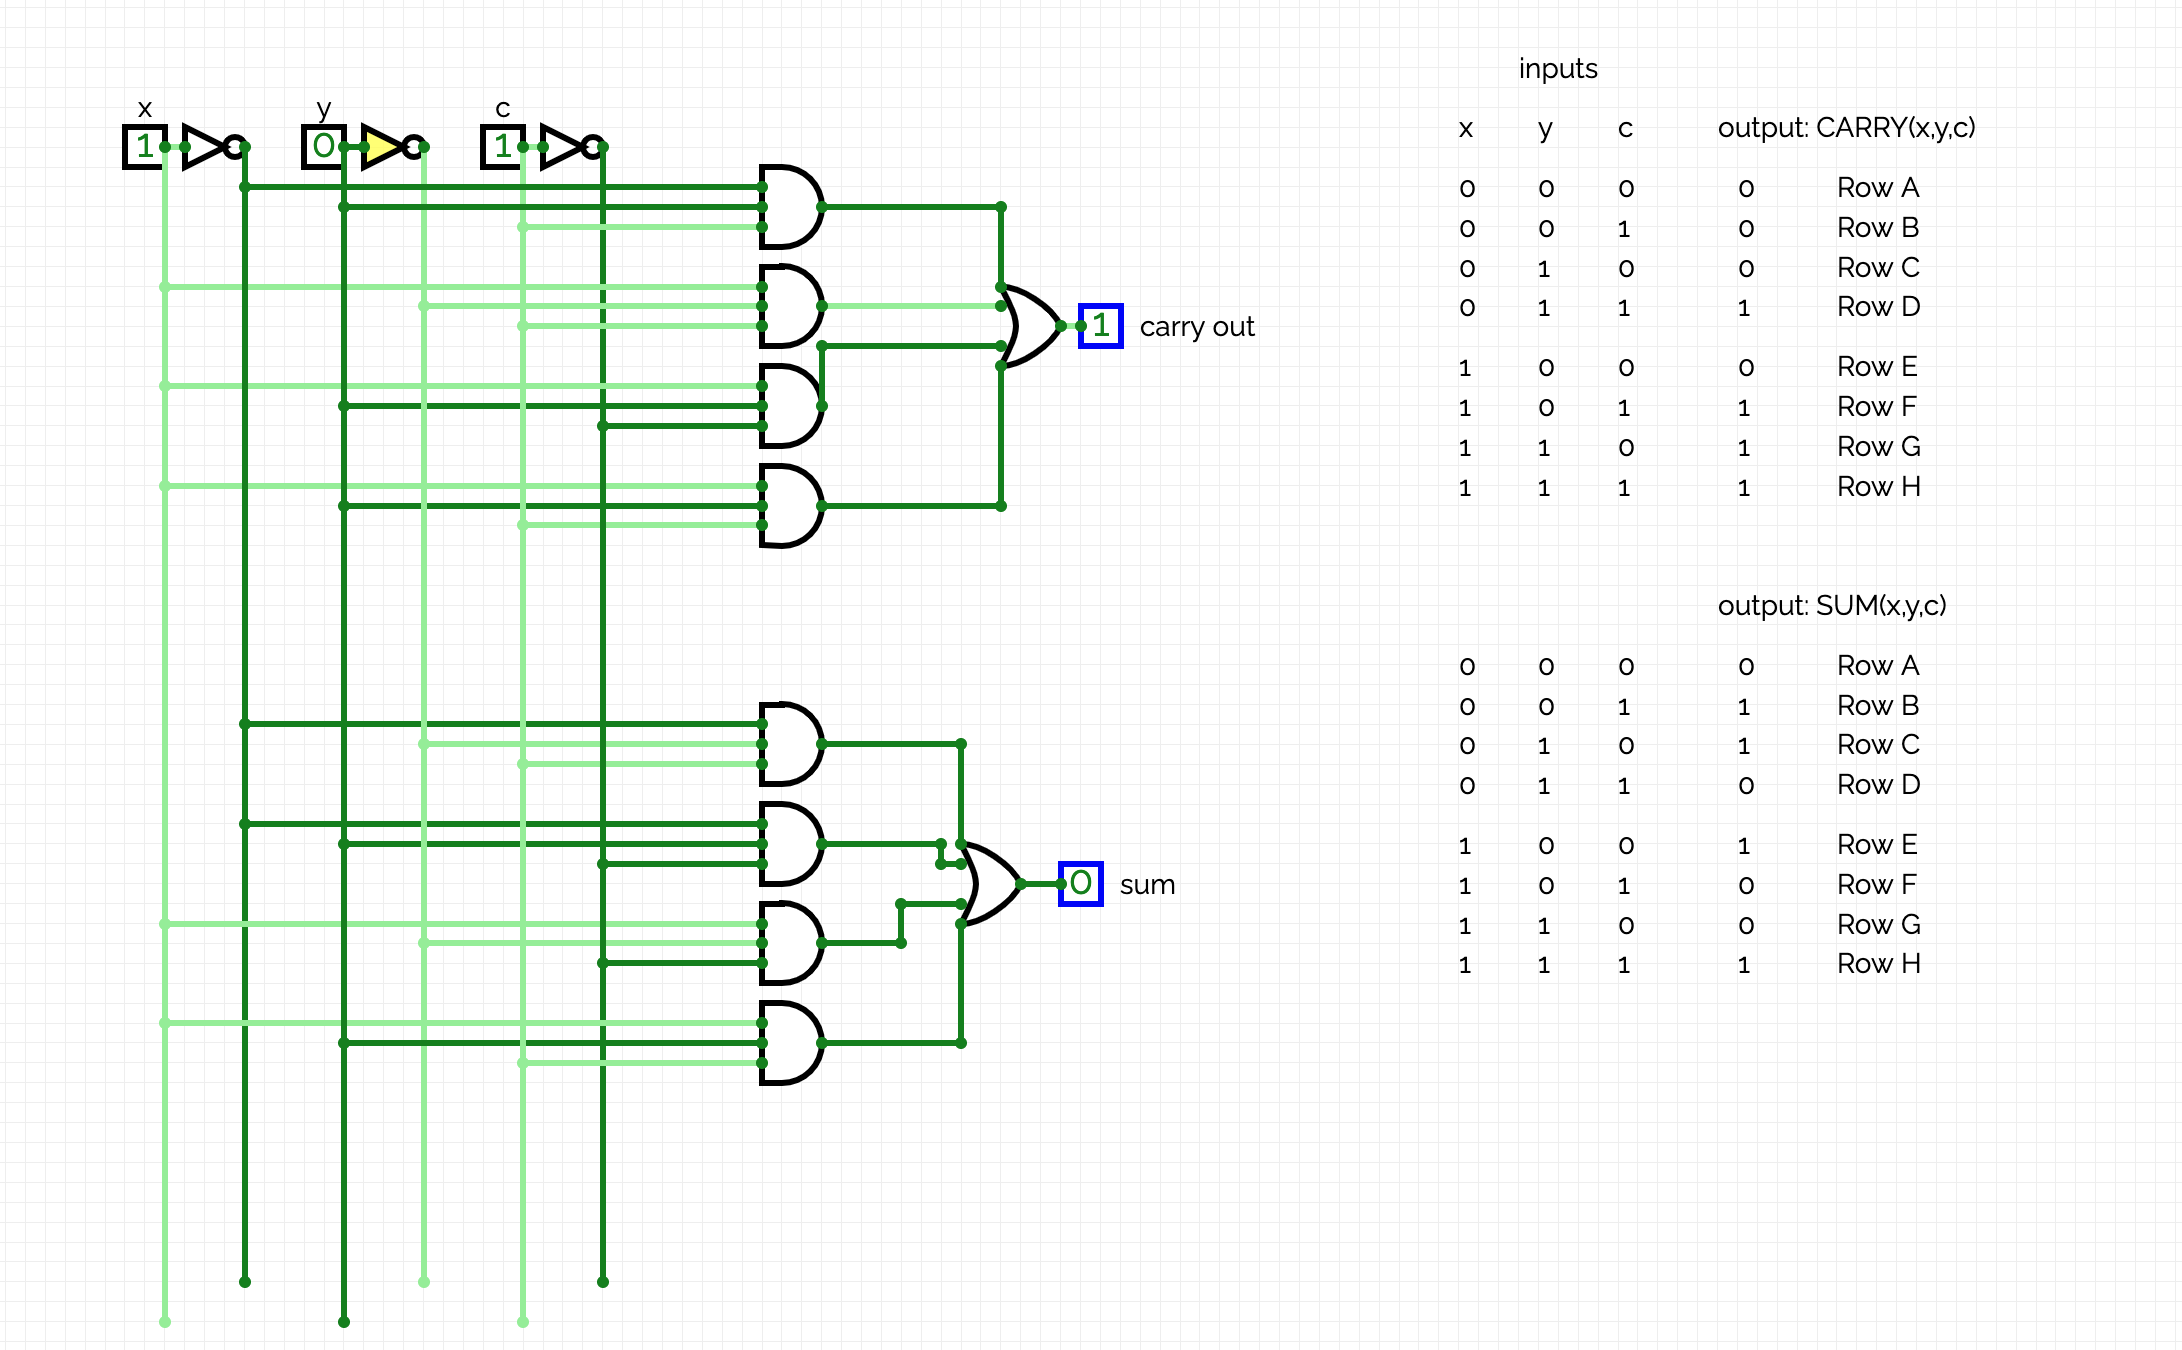 x y c
1 0 1
1 carry out
0 sum
inputs
x y c output: CARRY(x,y,c)
0 0 0 0 Row A
0 0 1 0 Row B
0 1 0 0 Row C
0 1 1 1 Row D
1 0 0 0 Row E
1 0 1 1 Row F
1 1 0 1 Row G
1 1 1 1 Row H
output: SUM(x,y,c)
0 0 0 0 Row A
0 0 1 1 Row B
0 1 0 1 Row C
0 1 1 0 Row D
1 0 0 1 Row E
1 0 1 0 Row F
1 1 0 0 Row G
1 1 1 1 Row H